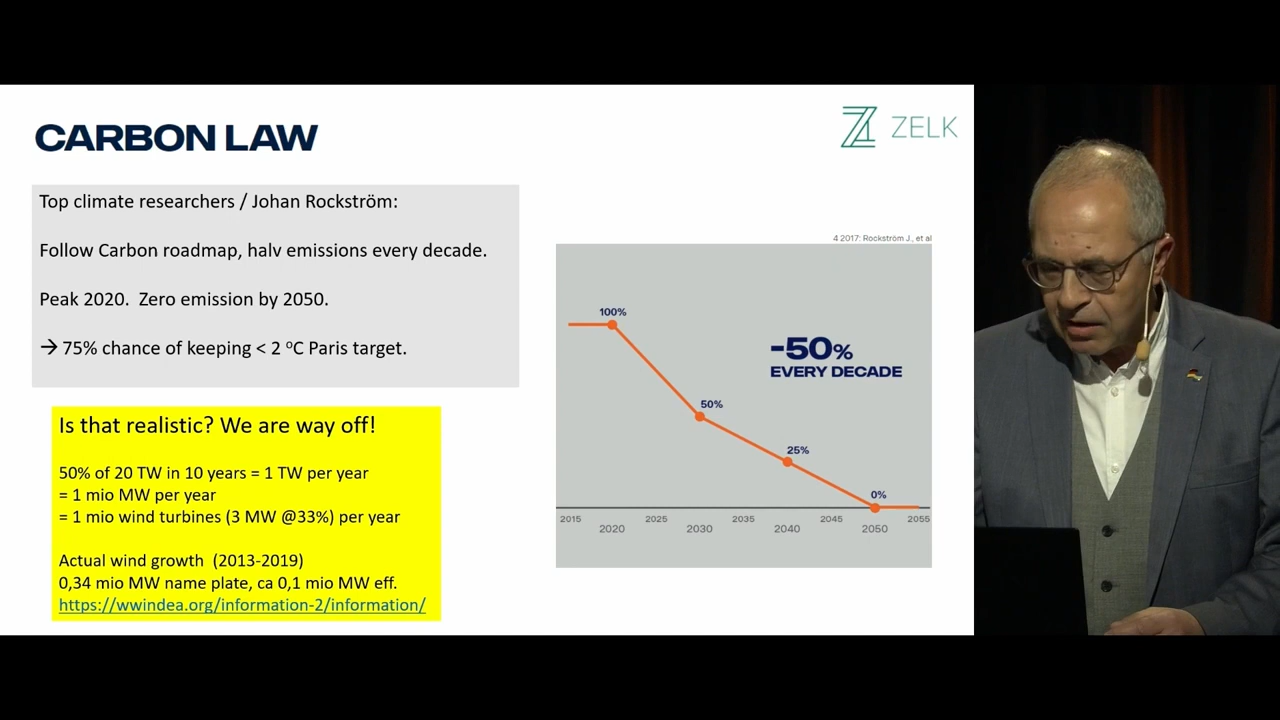 CARBON LAW
ZELK
Top climate researchers / Johan Rockström:
Follow Carbon roadmap, halv emissions every decade.
Peak 2020.  Zero emission by 2050.
→ 75% chance of keeping < 2 ºC Paris target.
Is that realistic? We are way off!
50% of 20 TW in 10 years = 1 TW per year
= 1 mio MW per year
= 1 mio wind turbines (3 MW @33%) per year
Actual wind growth  (2013-2019)
0,34 mio MW name plate, ca 0,1 mio MW eff.
https://wwindea.org/information-2/information/
4 2017: Rockström J., et al
100%
-50%
EVERY DECADE
50%
25%
0%
2015 2020 2025 2030 2035 2040 2045 2050 2055